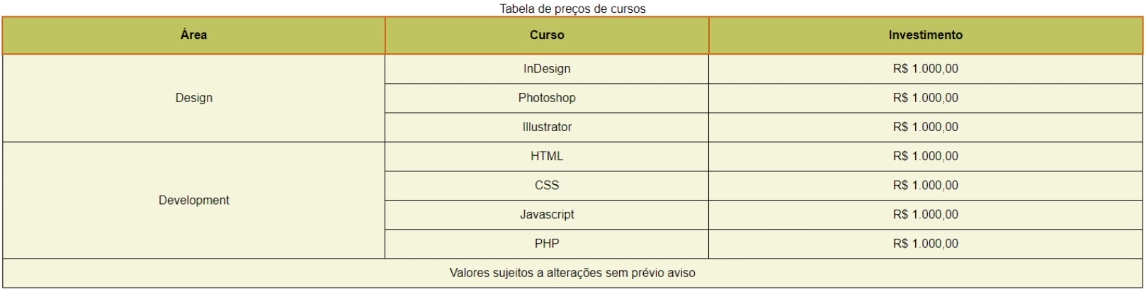 Tabela de preços de cursos
Área Curso Investimento
Design
InDesign R$ 1.000,00
Photoshop R$ 1.000,00
Illustrator R$ 1.000,00
Development
HTML R$ 1.000,00
CSS R$ 1.000,00
Javascript R$ 1.000,00
PHP R$ 1.000,00
Valores sujeitos a alterações sem prévio aviso